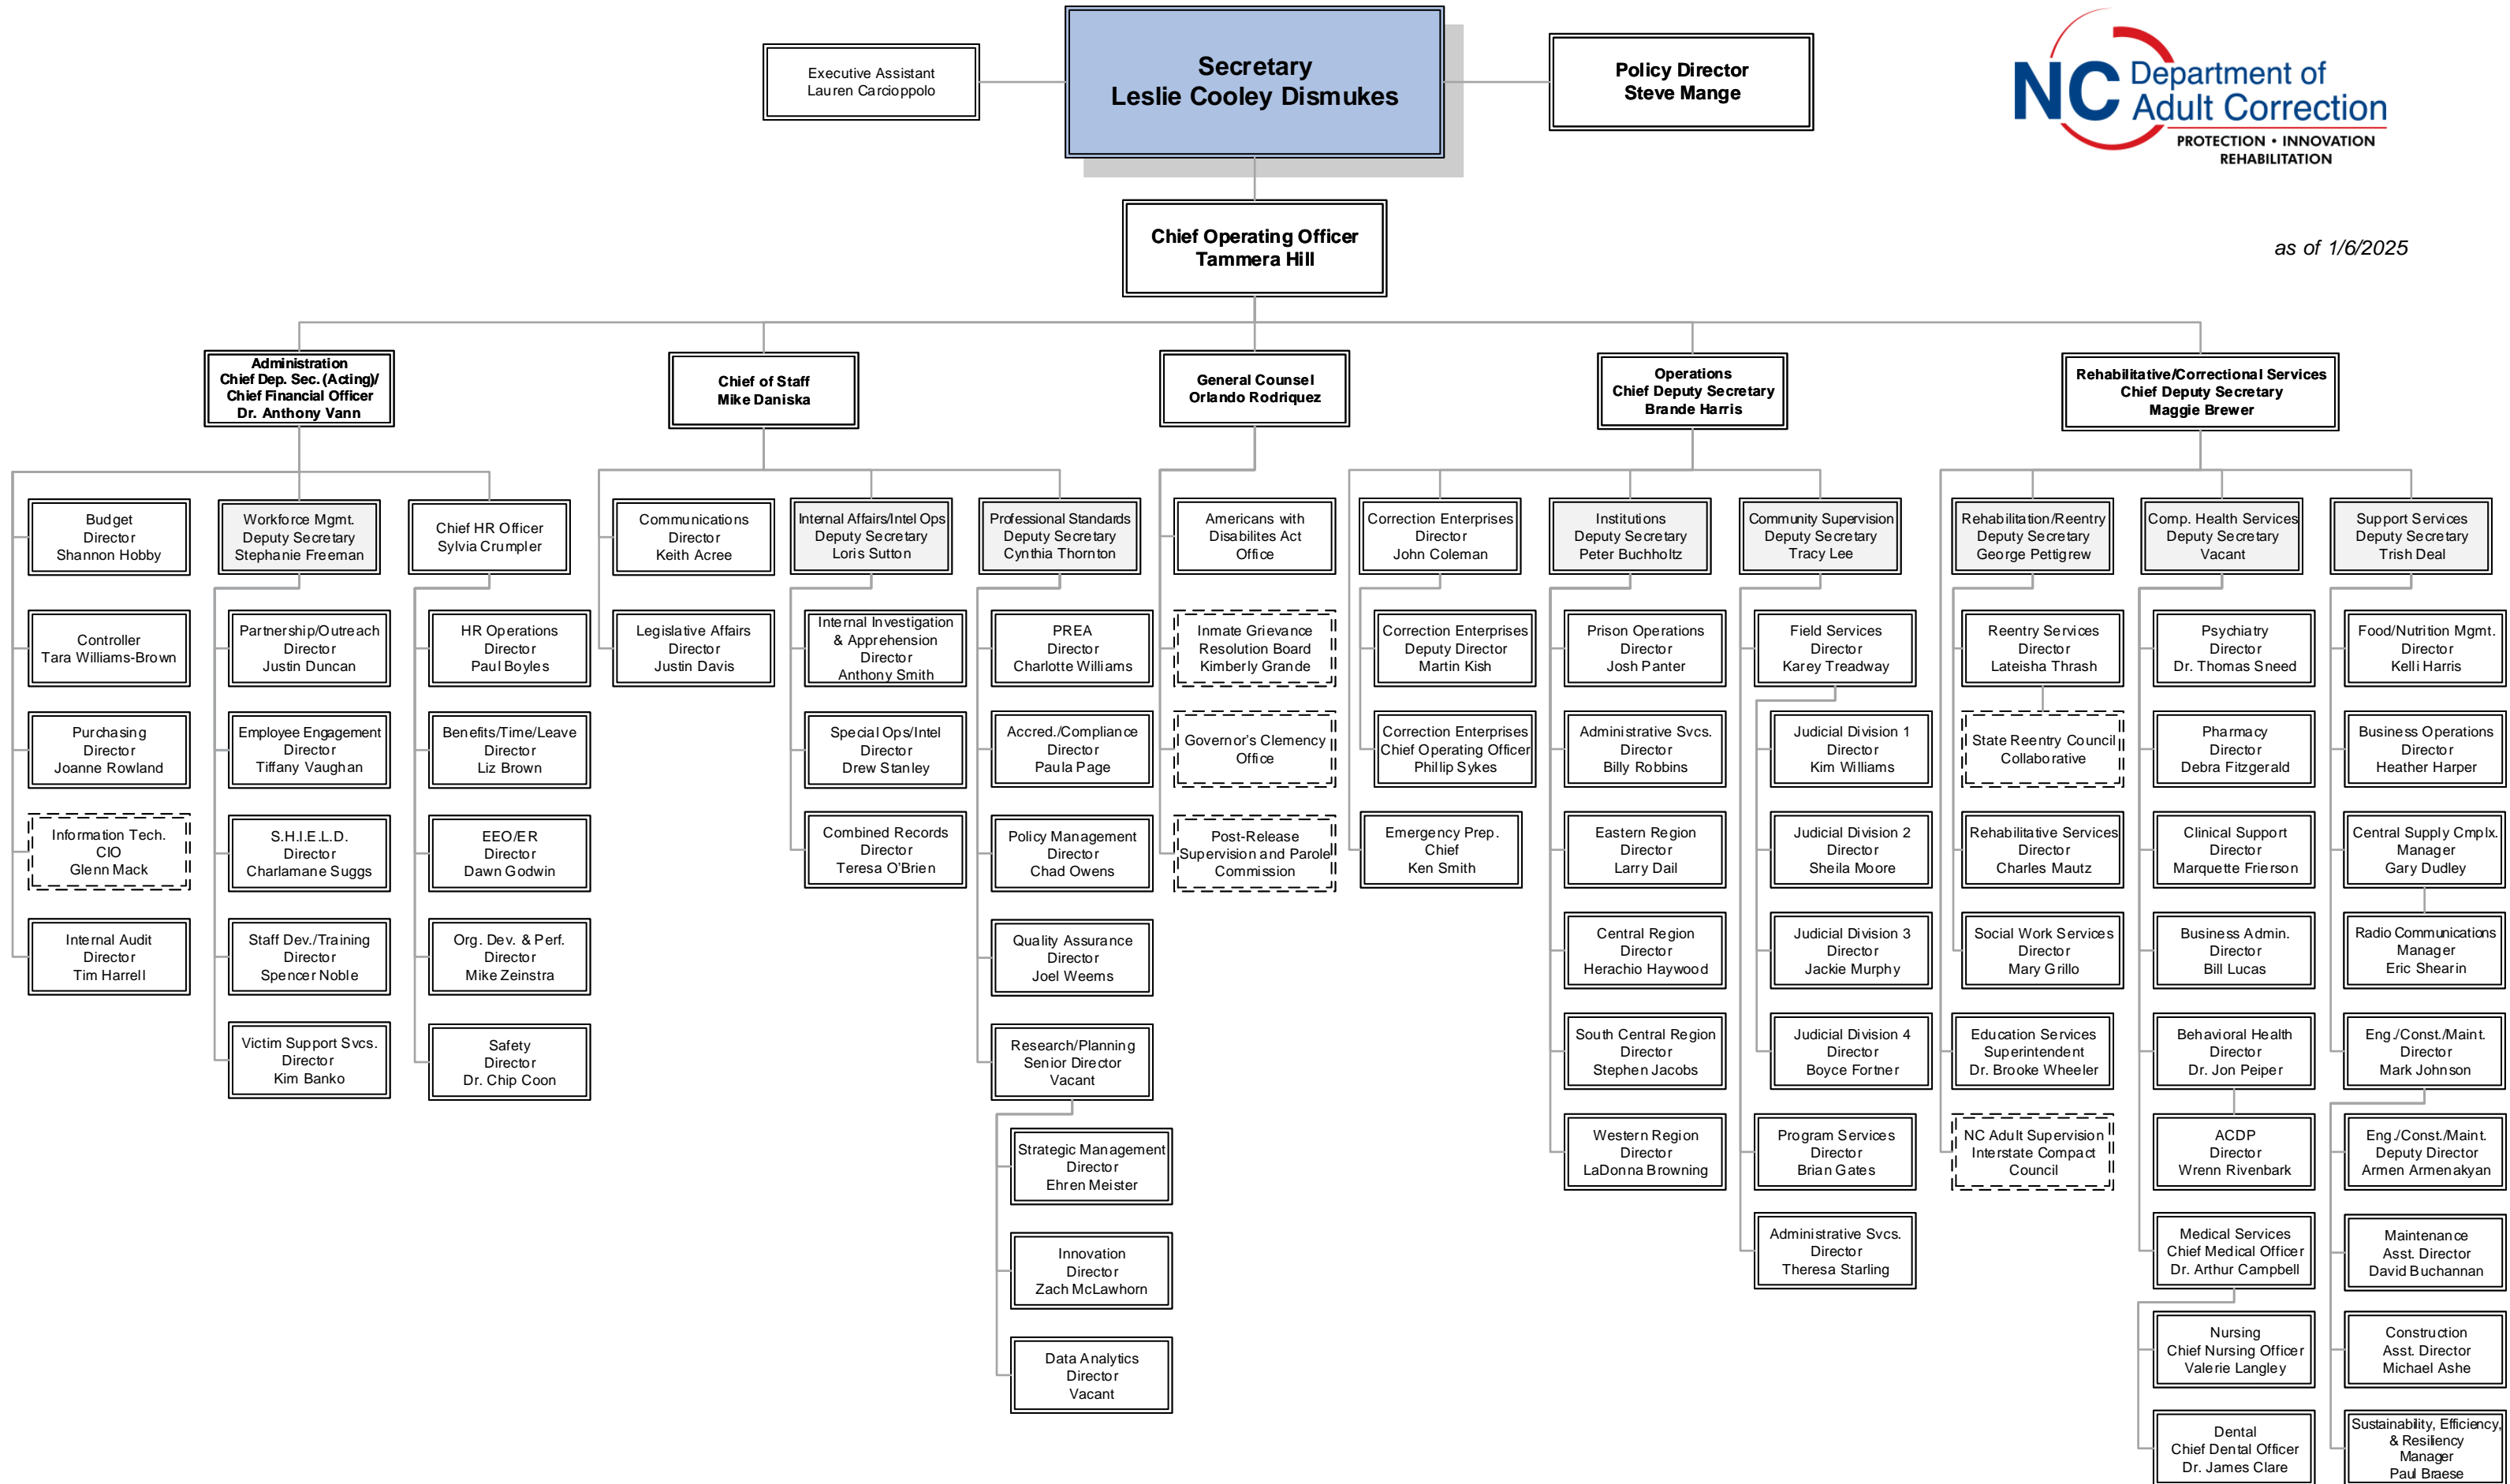 Executive Assistant
Lauren Carcioppolo
Secretary
Leslie Cooley Dismukes
Policy Director
Steve Mange
NC Department of
Adult Correction
PROTECTION • INNOVATION
REHABILITATION
as of 1/6/2025
Chief Operating Officer
Tammera Hill
Administration
Chief Dep. Sec. (Acting)/
Chief Financial Officer
Dr. Anthony Vann
Chief of Staff
Mike Daniska
General Counsel
Orlando Rodriquez
Operations
Chief Deputy Secretary
Brande Harris
Rehabilitative/Correctional Services
Chief Deputy Secretary
Maggie Brewer
Budget
Director
Shannon Hobby
Controller
Tara Williams-Brown
Purchasing
Director
Joanne Rowland
Information Tech.
CIO
Glenn Mack
Internal Audit
Director
Tim Harrell
Workforce Mgmt.
Deputy Secretary
Stephanie Freeman
Partnership/Outreach
Director
Justin Duncan
Employee Engagement
Director
Tiffany Vaughan
S.H.I.E.L.D.
Director
Charlamane Suggs
Staff Dev./Training
Director
Spencer Noble
Victim Support Svcs.
Director
Kim Banko
Chief HR Officer
Sylvia Crumpler
HR Operations
Director
Paul Boyles
Benefits/Time/Leave
Director
Liz Brown
EEO/ER
Director
Dawn Godwin
Org. Dev. & Perf.
Director
Mike Zeinstra
Safety
Director
Dr. Chip Coon
Communications
Director
Keith Acree
Legislative Affairs
Director
Justin Davis
Internal Affairs/Intel Ops
Deputy Secretary
Loris Sutton
Internal Investigation
& Apprehension
Director
Anthony Smith
Special Ops/Intel
Director
Drew Stanley
Combined Records
Director
Teresa O'Brien
Professional Standards
Deputy Secretary
Cynthia Thornton
PREA
Director
Charlotte Williams
Accred./Compliance
Director
Paula Page
Policy Management
Director
Chad Owens
Quality Assurance
Director
Joel Weems
Research/Planning
Senior Director
Vacant
Strategic Management
Director
Ehren Meister
Innovation
Director
Zach McLawhorn
Data Analytics
Director
Vacant
Americans with
Disabilites Act
Office
Inmate Grievance
Resolution Board
Kimberly Grande
Governor's Clemency
Office
Post-Release
Supervision and Parole
Commission
Correction Enterprises
Director
John Coleman
Correction Enterprises
Deputy Director
Martin Kish
Correction Enterprises
Chief Operating Officer
Phillip Sykes
Emergency Prep.
Chief
Ken Smith
Institutions
Deputy Secretary
Peter Buchholtz
Prison Operations
Director
Josh Panter
Administrative Svcs.
Director
Billy Robbins
Eastern Region
Director
Larry Dail
Central Region
Director
Herachio Haywood
South Central Region
Director
Stephen Jacobs
Western Region
Director
LaDonna Browning
Community Supervision
Deputy Secretary
Tracy Lee
Field Services
Director
Karey Treadway
Judicial Division 1
Director
Kim Williams
Judicial Division 2
Director
Sheila Moore
Judicial Division 3
Director
Jackie Murphy
Judicial Division 4
Director
Boyce Fortner
Program Services
Director
Brian Gates
Administrative Svcs.
Director
Theresa Starling
Rehabilitation/Reentry
Deputy Secretary
George Pettigrew
Reentry Services
Director
Lateisha Thrash
State Reentry Council
Collaborative
Rehabilitative Services
Director
Charles Mautz
Social Work Services
Director
Mary Grillo
Education Services
Superintendent
Dr. Brooke Wheeler
NC Adult Supervision
Interstate Compact
Council
Comp. Health Services
Deputy Secretary
Vacant
Psychiatry
Director
Dr. Thomas Sneed
Pharmacy
Director
Debra Fitzgerald
Clinical Support
Director
Marquette Frierson
Business Admin.
Director
Bill Lucas
Behavioral Health
Director
Dr. Jon Peiper
ACDP
Director
Wrenn Rivenbark
Medical Services
Chief Medical Officer
Dr. Arthur Campbell
Nursing
Chief Nursing Officer
Valerie Langley
Dental
Chief Dental Officer
Dr. James Clare
Support Services
Deputy Secretary
Trish Deal
Food/Nutrition Mgmt.
Director
Kelli Harris
Business Operations
Director
Heather Harper
Central Supply Cmplx.
Manager
Gary Dudley
Radio Communications
Manager
Eric Shearin
Eng./Const./Maint.
Director
Mark Johnson
Eng./Const./Maint.
Deputy Director
Armen Armenakyan
Maintenance
Asst. Director
David Buchannan
Construction
Asst. Director
Michael Ashe
Sustainability, Efficiency,
& Resiliency
Manager
Paul Braese